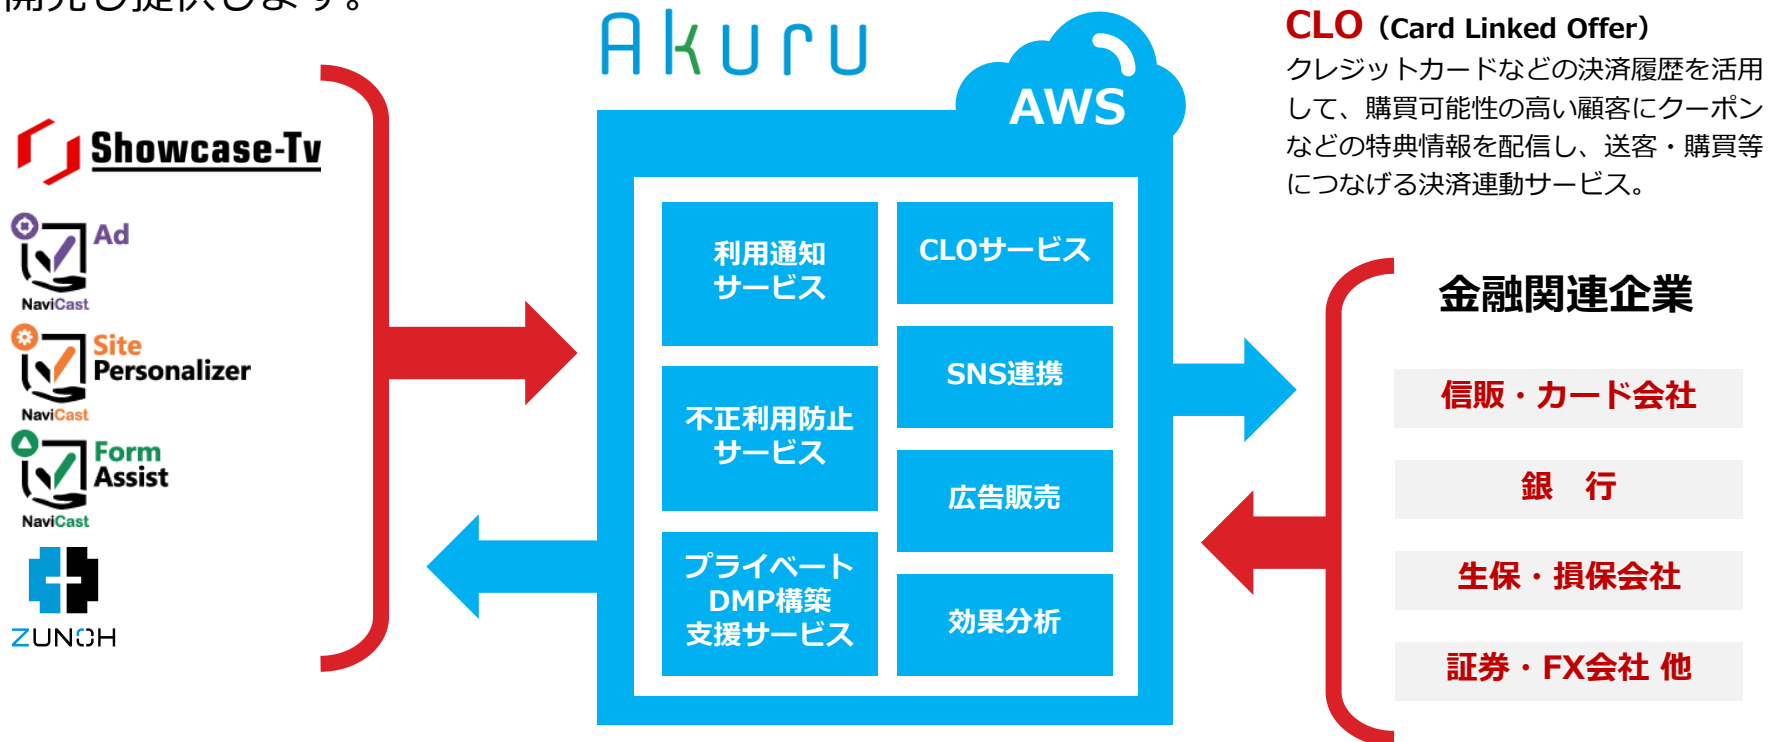 開発し提供します。
Akuru
AWS
CLO（Card Linked Offer）
クレジットカードなどの決済履歴を活用
して、購買可能性の高い顧客にクーポン
などの特典情報を配信し、送客・購買等
につなげる決済連動サービス。
Showcase-Tv
Ad
NaviCast
Site
Personalizer
NaviCast
Form
Assist
NaviCast
ZUNOH
利用通知
サービス
不正利用防止
サービス
プライベート
DMP構築
支援サービス
CLOサービス
SNS連携
広告販売
効果分析
金融関連企業
信販・カード会社
銀　行
生保・損保会社
証券・FX会社 他